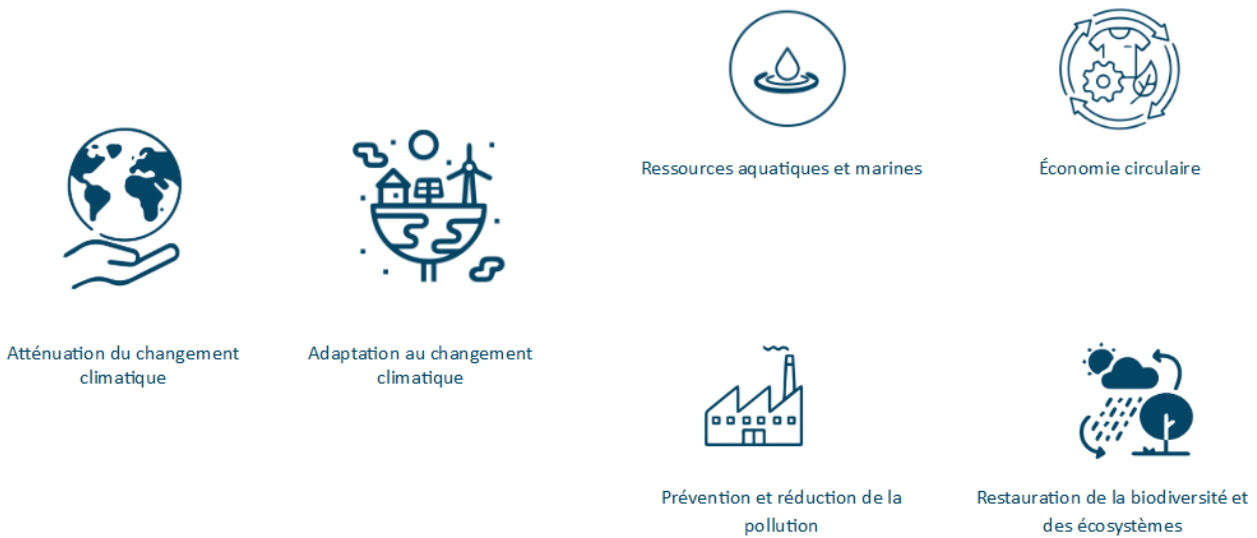 Ressources aquatiques et marines
Économie circulaire
Atténuation du changement
climatique
Adaptation au changement
climatique
Prévention et réduction de la
pollution
Restauration de la biodiversité et
des écosystèmes